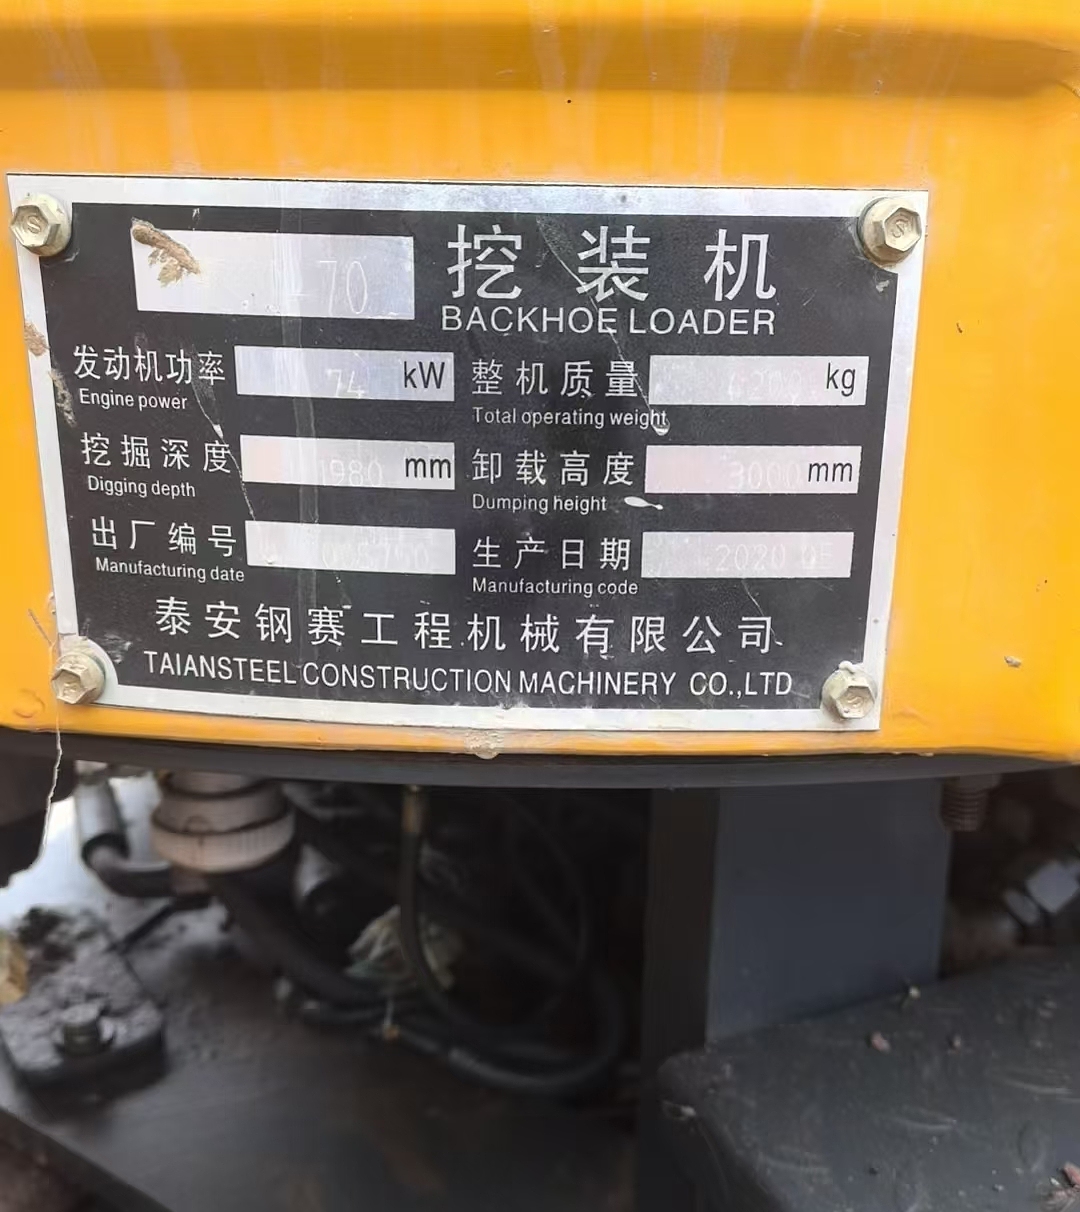 70 挖装机
BACKHOE LOADER
发动机功率 74 kW 整机质量 kg
Engine power Total operating weight
挖掘深度 1980 mm 卸载高度 3000 mm
Digging depth Dumping height
出厂编号 生产日期 2020
Manufacturing date Manufacturing code
泰安钢赛工程机械有限公司
TAIANSTEEL CONSTRUCTION MACHINERY CO.,LTD